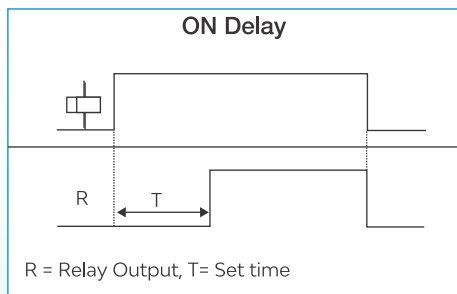 ON Delay
R
T
R = Relay Output, T= Set time